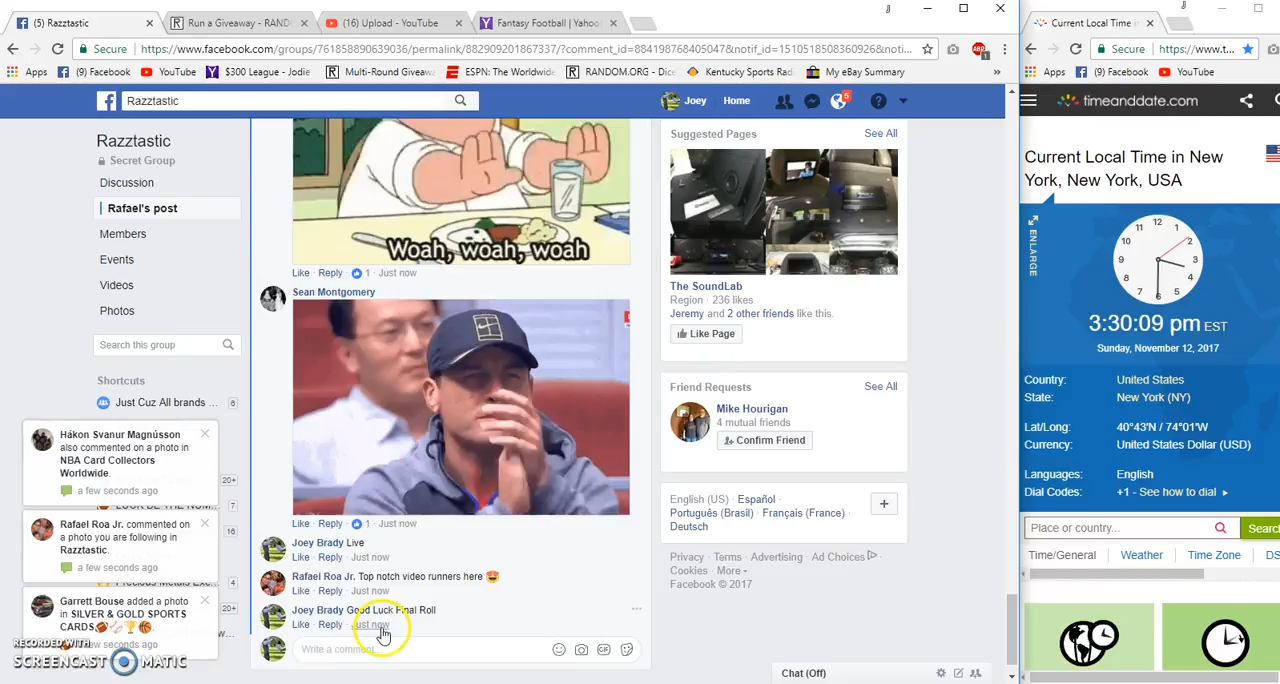 (5) Razztastic
Run a Giveaway - RAND
(16) Upload - YouTube
Fantasy Football | Yahoo
Current Local Time in
Secure
https://www.facebook.com/groups/761858890639036/permalink/882909201867337/?comment_id=884198768405047&notif_id=1510518508360926&noti...
Secure
https://www.t...
Apps
(9) Facebook
YouTube
$300 League - Jodie
Multi-Round Giveaw
ESPN: The Worldwide
RANDOM.ORG - Dice
Kentucky Sports Rad
My eBay Summary
»
Apps
(9) Facebook
YouTube
Razztastic
Joey
Home
5
timeanddate.com
Razztastic
Secret Group
Discussion
Rafael's post
Members
Events
Videos
Photos
Search this group
Shortcuts
Just Cuz All brands ...
6
20+
7
16
4
20+
Hákon Svanur Magnússon
also commented on a photo in
NBA Card Collectors
Worldwide.
a few seconds ago
Rafael Roa Jr. commented on
a photo you are following in
Razztastic.
a few seconds ago
Garrett Bouse added a photo
in SILVER & GOLD SPORTS
CARDS
a few seconds ago
RECORDED WITH
SCREENCAST MATIC
Woah, woah, woah
Like · Reply · 1 · Just now
Sean Montgomery
Like · Reply · 1 · Just now
Joey Brady Live
Like · Reply · Just now
Rafael Roa Jr. Top notch video runners here
Like · Reply · Just now
Joey Brady Good Luck Final Roll
Like · Reply · Just now
Write a comment...
Suggested Pages
See All
The SoundLab
Region · 236 likes
Jeremy and 2 other friends like this.
Like Page
Friend Requests
See All
Mike Hourigan
4 mutual friends
Confirm Friend
English (US) · Español ·
Português (Brasil) · Français (France) ·
Deutsch
Privacy · Terms · Advertising · Ad Choices
Cookies · More
Facebook © 2017
Chat (Off)
Current Local Time in New
York, New York, USA
ENLARGE
12
1
2
3
4
5
6
7
8
9
10
11
3:30:09 pm EST
Sunday, November 12, 2017
Country: United States
State: New York (NY)
Lat/Long: 40°43'N / 74°01'W
Currency: United States Dollar (USD)
Languages: English
Dial Codes: +1 - See how to dial
Place or country...
Search
Time/General
Weather
Time Zone
DS